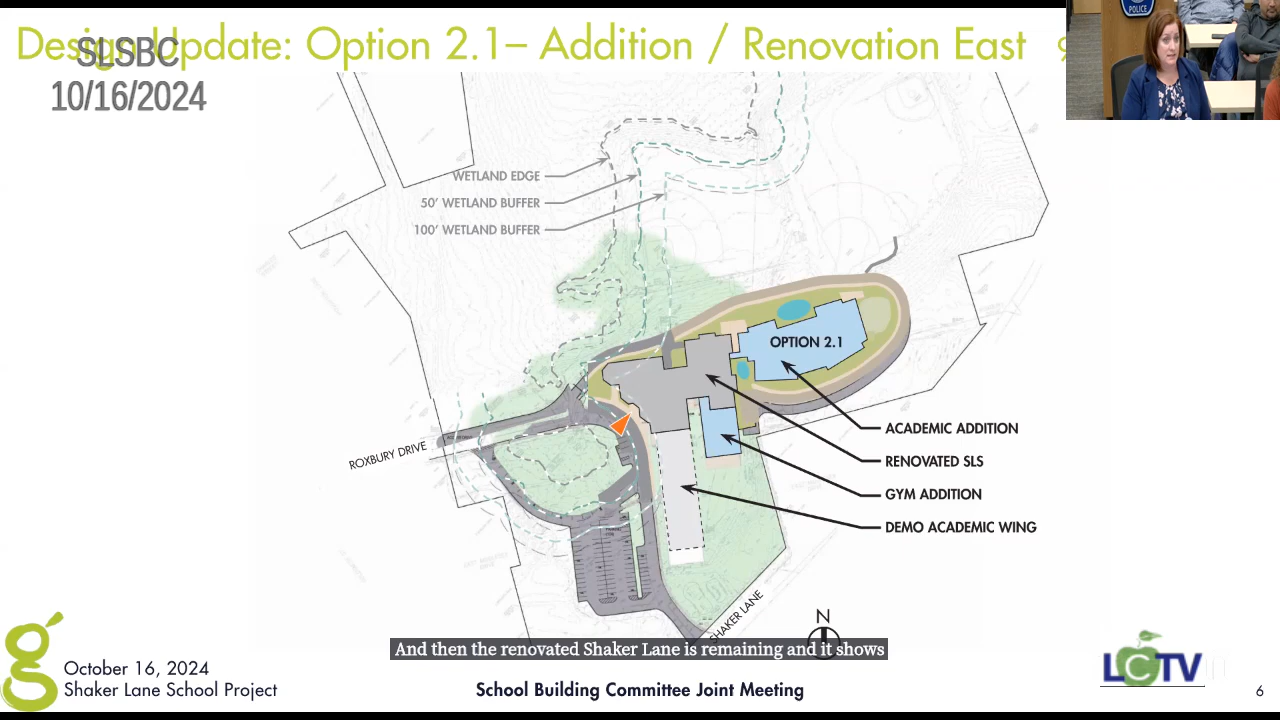 Design Update: Option 2.1– Addition / Renovation East
SLSBC
10/16/2024
POLICE
WETLAND EDGE
50' WETLAND BUFFER
100' WETLAND BUFFER
OPTION 2.1
ACADEMIC ADDITION
ROXBURY DRIVE
RENOVATED SLS
GYM ADDITION
DEMO ACADEMIC WING
SHAKER LANE
N
And then the renovated Shaker Lane is remaining and it shows
g
October 16, 2024
Shaker Lane School Project
School Building Committee Joint Meeting
LCTV
6